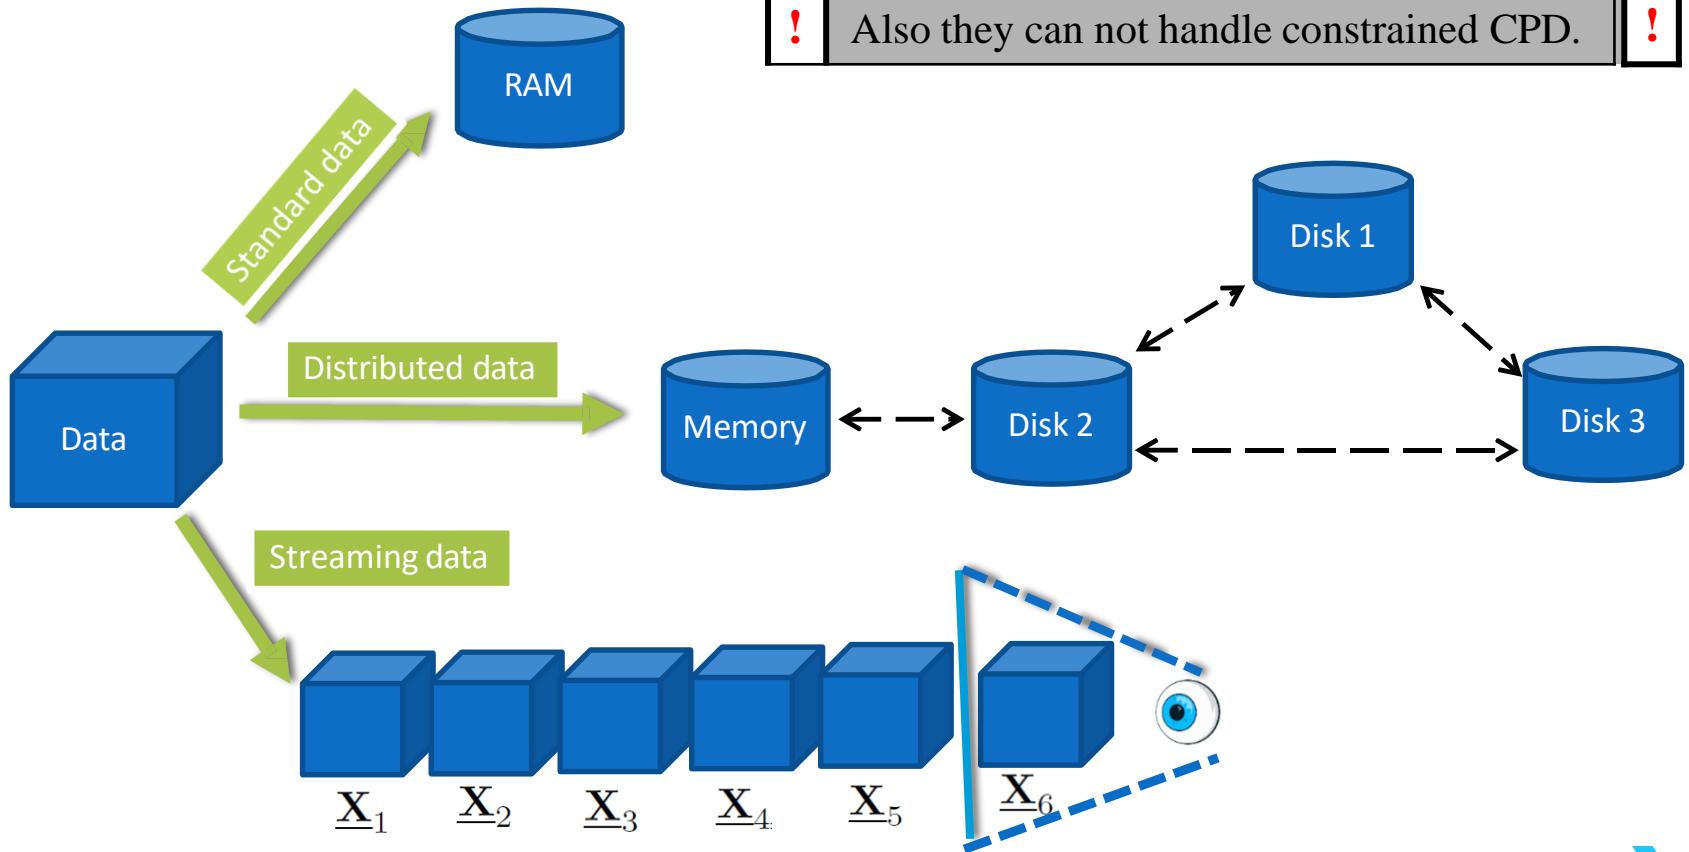 ! Also they can not handle constrained CPD. !
RAM
Standard data
Disk 1
Distributed data
Data
Memory
Disk 2
Disk 3
Streaming data
X₁
X₂
X₃
X₄
X₅
X₆